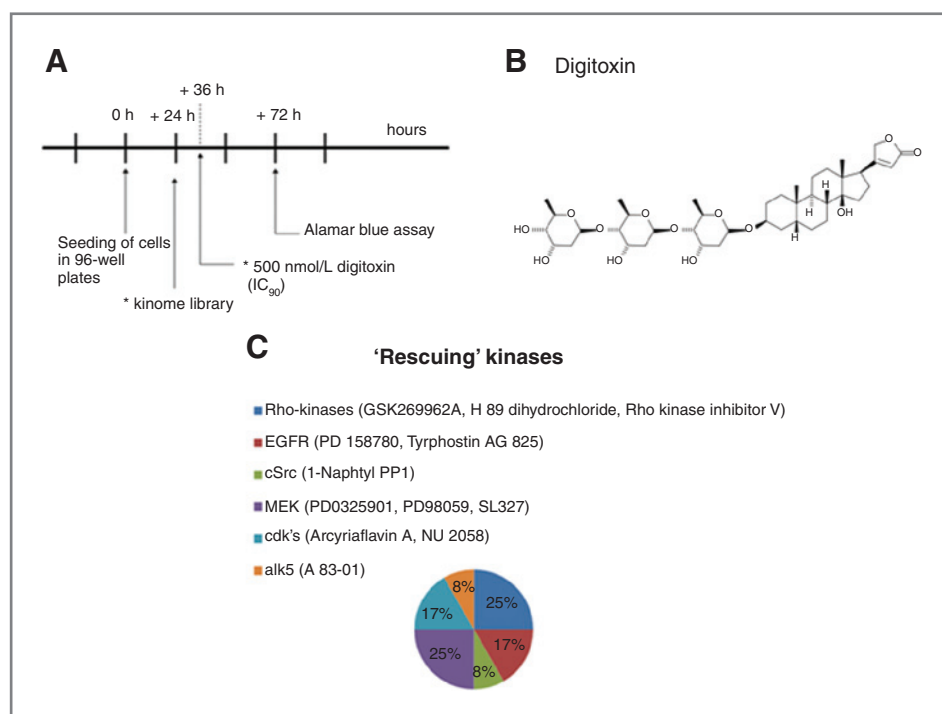 A
+ 36 h
0 h
+ 24 h
+ 72 h
hours
Seeding of cells
in 96-well
plates
* kinome library
* 500 nmol/L digitoxin
(IC90)
Alamar blue assay
B
Digitoxin
O
O
H
H
H
OH
O
O
O
O
O
O
HO
HO
HO
HO
C
'Rescuing' kinases
Rho-kinases (GSK269962A, H 89 dihydrochloride, Rho kinase inhibitor V)
EGFR (PD 158780, Tyrphostin AG 825)
cSrc (1-Naphtyl PP1)
MEK (PD0325901, PD98059, SL327)
cdk's (Arcyriaflavin A, NU 2058)
alk5 (A 83-01)
8%
25%
17%
17%
25%
8%